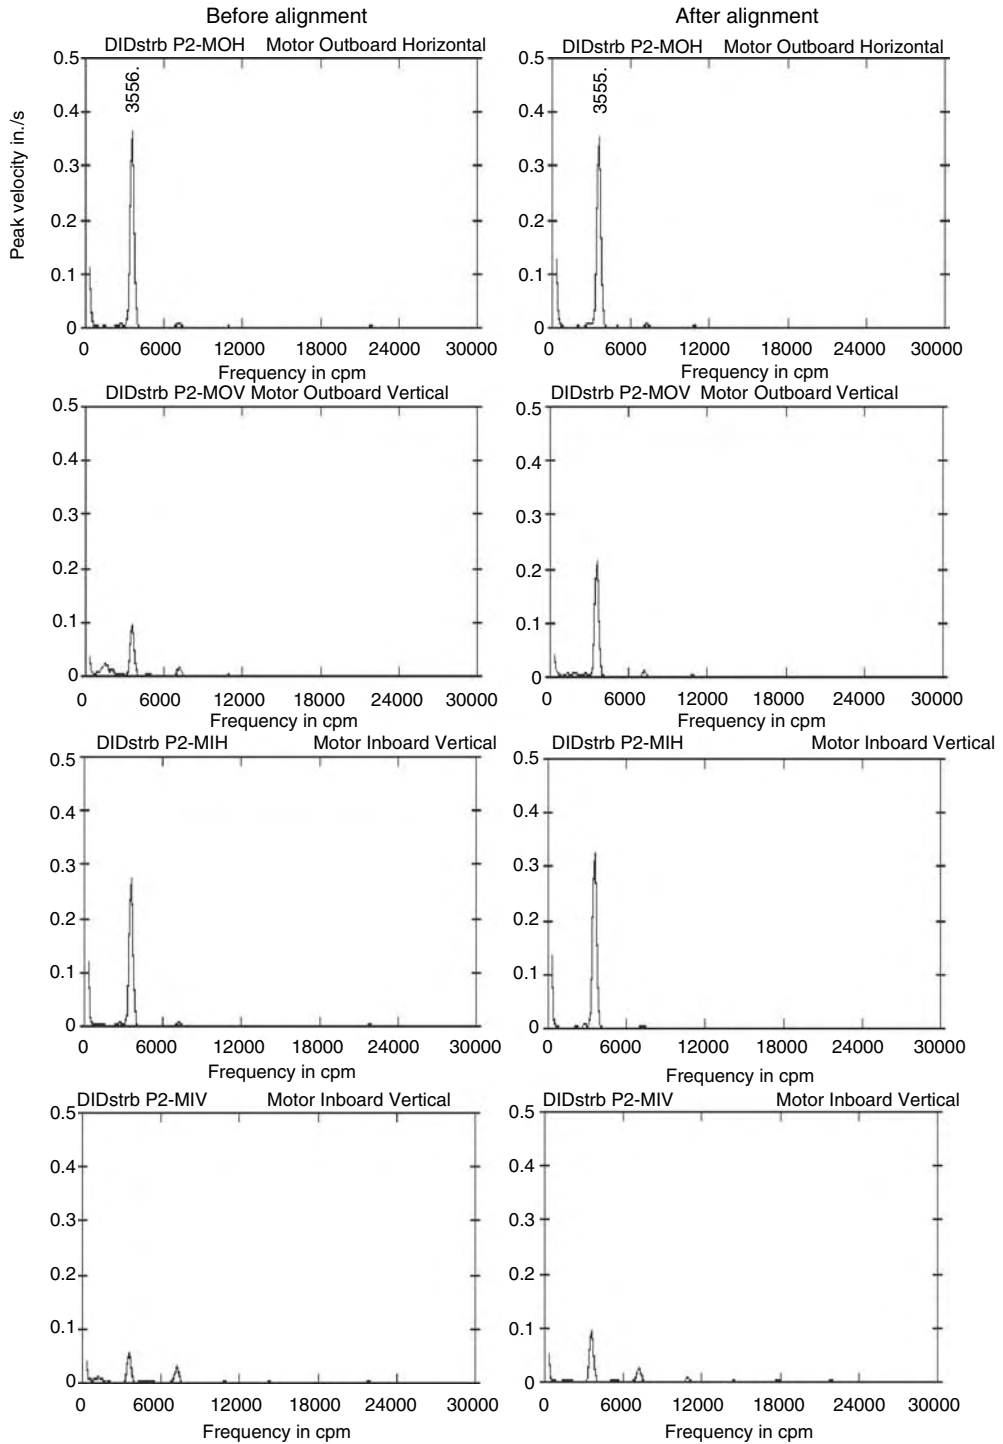 Before alignment
After alignment
DIDstrb P2-MOH Motor Outboard Horizontal
DIDstrb P2-MOH Motor Outboard Horizontal
Peak velocity in./s
0.5
0.4
0.3
0.2
0.1
0
3556.
0 6000 12000 18000 24000 30000
Frequency in cpm
0.5
0.4
0.3
0.2
0.1
0
3555.
0 6000 12000 18000 24000 30000
Frequency in cpm
DIDstrb P2-MOV Motor Outboard Vertical
0.5
0.4
0.3
0.2
0.1
0
0 6000 12000 18000 24000 30000
Frequency in cpm
DIDstrb P2-MOV Motor Outboard Vertical
0.5
0.4
0.3
0.2
0.1
0
0 6000 12000 18000 24000 30000
Frequency in cpm
DIDstrb P2-MIH Motor Inboard Vertical
0.5
0.4
0.3
0.2
0.1
0
0 6000 12000 18000 24000 30000
Frequency in cpm
DIDstrb P2-MIH Motor Inboard Vertical
0.5
0.4
0.3
0.2
0.1
0
0 6000 12000 18000 24000 30000
Frequency in cpm
DIDstrb P2-MIV Motor Inboard Vertical
0.5
0.4
0.3
0.2
0.1
0
0 6000 12000 18000 24000 30000
Frequency in cpm
DIDstrb P2-MIV Motor Inboard Vertical
0.5
0.4
0.3
0.2
0.1
0
0 6000 12000 18000 24000 30000
Frequency in cpm